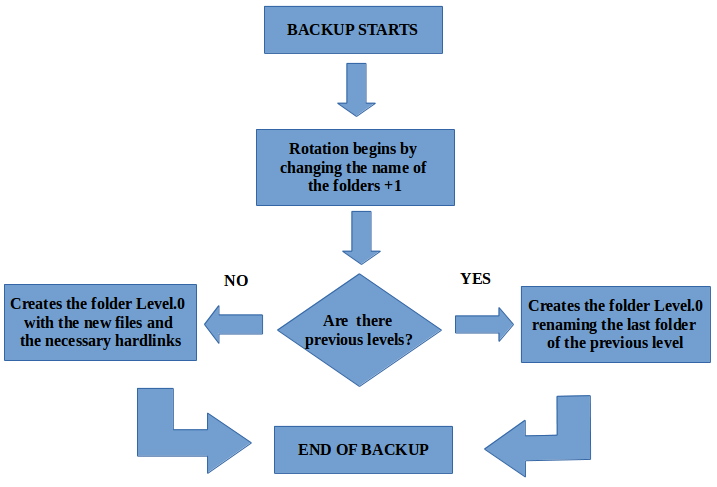 BACKUP STARTS
Rotation begins by
changing the name of
the folders +1
NO
YES
Creates the folder Level.0
with the new files and
the necessary hardlinks
Are there
previous levels?
Creates the folder Level.0
renaming the last folder
of the previous level
END OF BACKUP